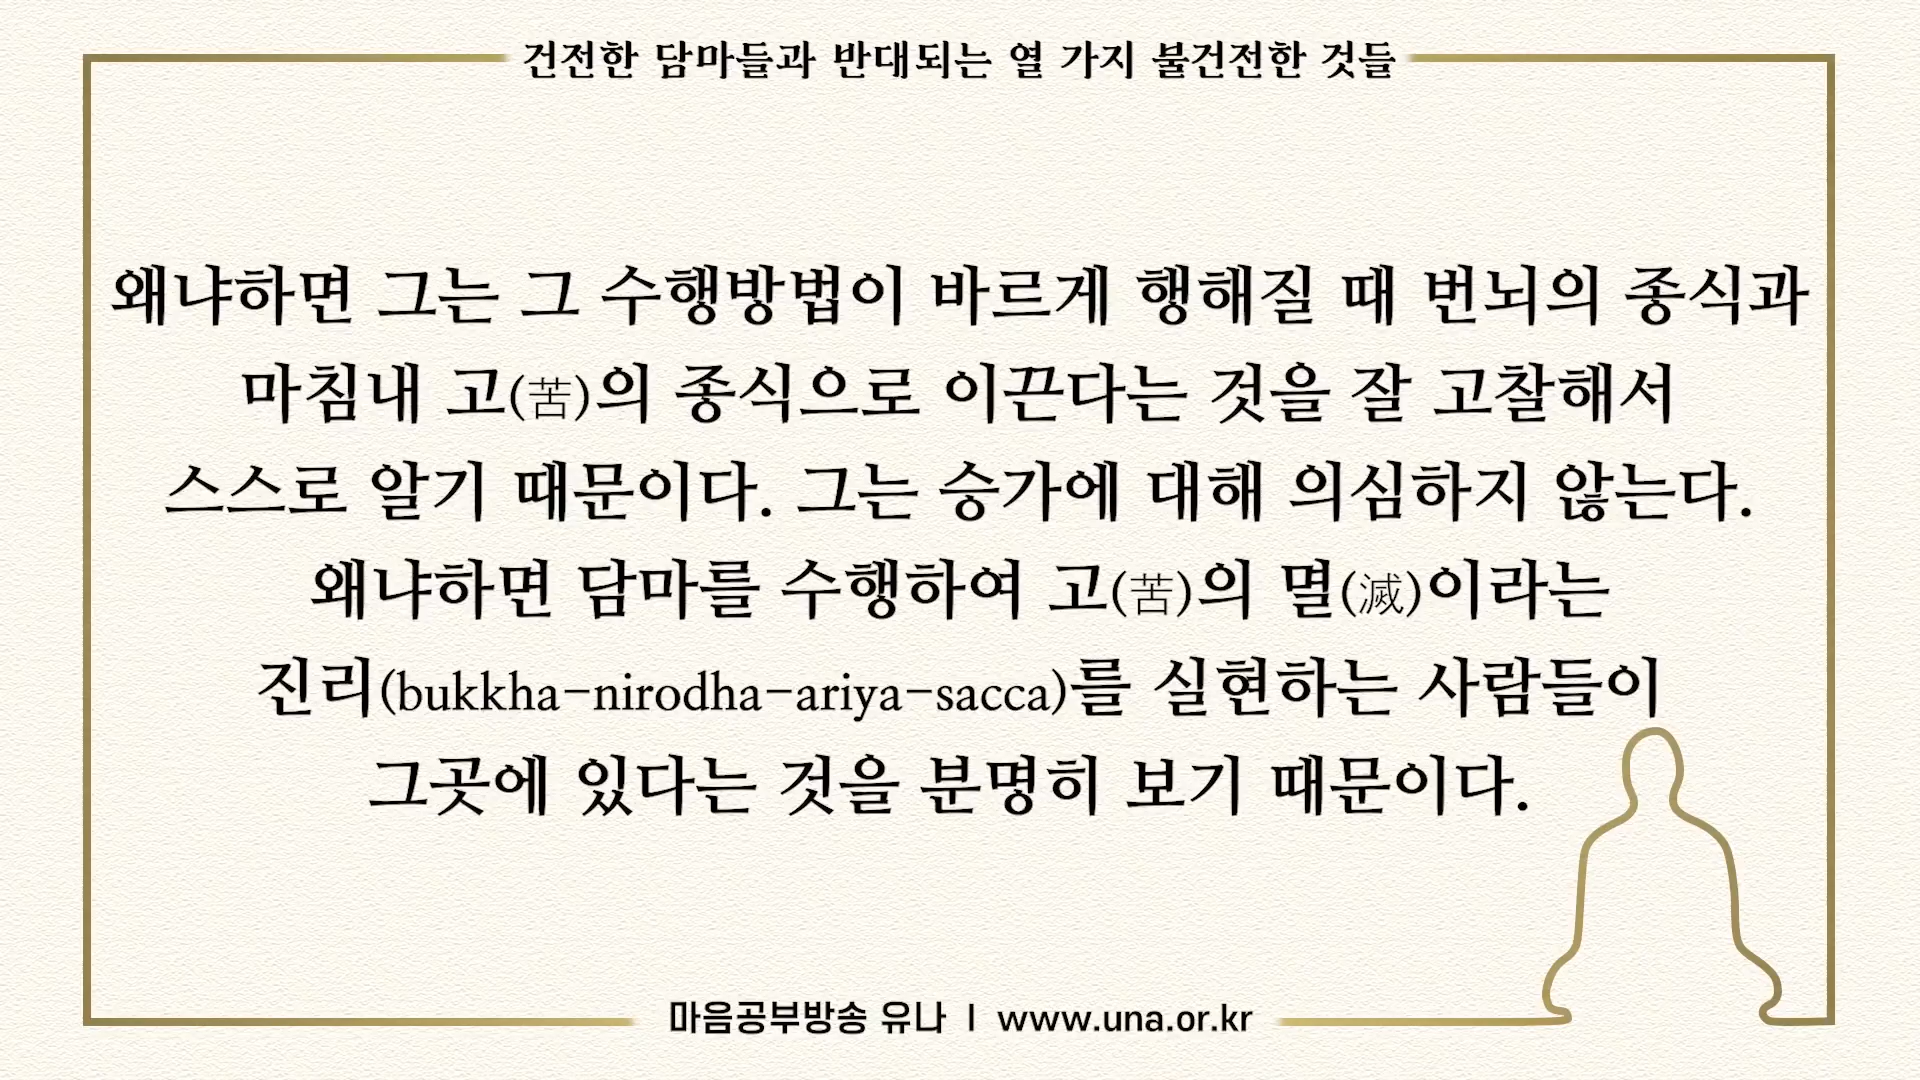 건전한 담마들과 반대되는 열 가지 불건전한 것들
왜냐하면 그는 그 수행방법이 바르게 행해질 때 번뇌의 종식과
마침내 고(苦)의 종식으로 이끈다는 것을 잘 고찰해서
스스로 알기 때문이다. 그는 승가에 대해 의심하지 않는다.
왜냐하면 담마를 수행하여 고(苦)의 멸(滅)이라는
진리(bukkha-nirodha-ariya-sacca)를 실현하는 사람들이
그곳에 있다는 것을 분명히 보기 때문이다.
마음공부방송 유나 | www.una.or.kr